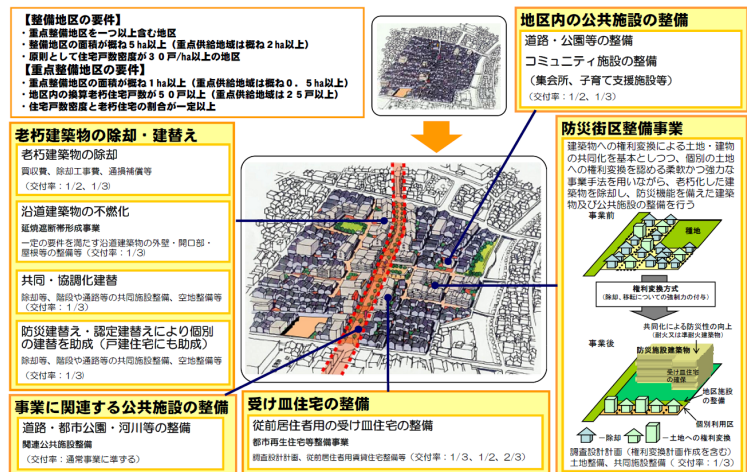 【整備地区の要件】
・重点整備地区を一つ以上含む地区
・整備地区の面積が概ね５ha以上（重点供給地域は概ね２ha以上）
・原則として住宅戸数密度が３０戸/ha以上の地区
【重点整備地区の要件】
・重点整備地区の面積が概ね１ha以上（重点供給地域は概ね０．５ha以上）
・地区内の換算老朽住宅戸数が５０戸以上（重点供給地域は２５戸以上）
・住宅戸数密度と老朽住宅の割合が一定以上
地区内の公共施設の整備
道路・公園等の整備
コミュニティ施設の整備
（集会所、子育て支援施設等）
（交付率：1/2、1/3）
老朽建築物の除却・建替え
老朽建築物の除却
買収費、除却工事費、通損補償等
（交付率：1/2、1/3）
沿道建築物の不燃化
延焼遮断帯形成事業
一定の要件を満たす沿道建築物の外壁・開口部・
屋根等の整備等（交付率：1/3）
共同・協調化建替
除却等、階段や通路等の共同施設整備、空地整備等
（交付率：1/3）
防災建替え・認定建替えにより個別
の建替を助成（戸建住宅にも助成）
除却等、階段や通路等の共同施設整備、空地整備等
（交付率：1/3）
防災街区整備事業
建築物への権利変換による土地・建物
の共同化を基本としつつ、個別の土地
への権利変換を認める柔軟かつ強力な
事業手法を用いながら、老朽化した建
築物を除却し、防災機能を備えた建築
物及び公共施設の整備を行う
事業前
種地
権利変換方式
（除却、移転についての強制力の付与）
共同化による防災性の向上
（耐火又は準耐火建築物）
事業後
防災施設建築物
受け皿住宅
の確保
地区施設
の整備
個別利用区
―除却
―土地への権利変換
調査設計計画（権利変換計画作成を含む）
土地整備、共同施設整備（交付率：1/3）
事業に関連する公共施設の整備
道路・都市公園・河川等の整備
関連公共施設整備
（交付率：通常事業に準ずる）
受け皿住宅の整備
従前居住者用の受け皿住宅の整備
都市再生住宅等整備事業
調査設計計画、従前居住者用賃貸住宅整備等（交付率：1/3、1/2、2/3）